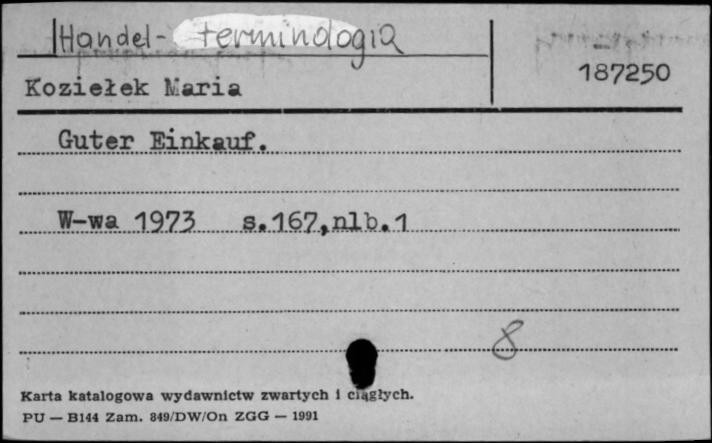 Handel- terminologia
Koziełek Maria
187250
Guter Einkauf.
W-wa 1973 s.167,nlb.1
8
Karta katalogowa wydawnictw zwartych i ciągłych.
PU — B144 Zam. 849/DW/On ZGG — 1991